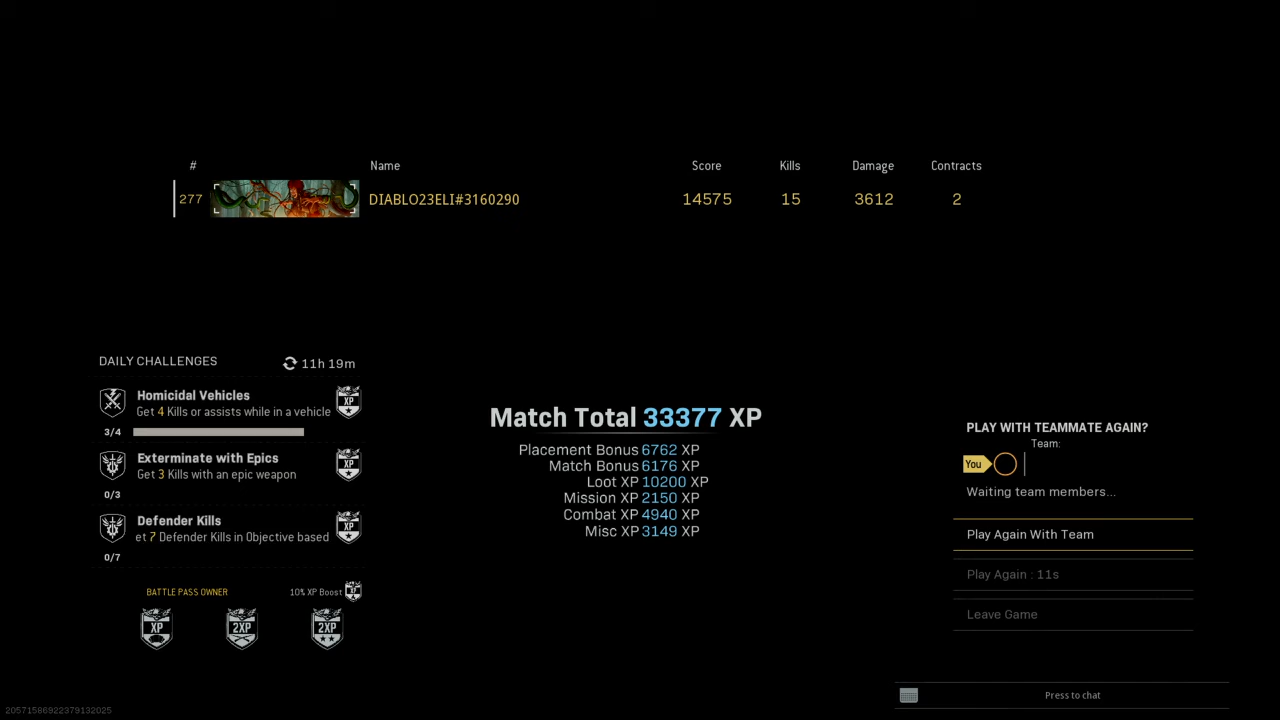 # Name Score Kills Damage Contracts
277 DIABLO23ELI#3160290 14575 15 3612 2
DAILY CHALLENGES 11h 19m
Homicidal Vehicles
Get 4 Kills or assists while in a vehicle
XP
3/4
Exterminate with Epics
Get 3 Kills with an epic weapon
XP
0/3
Defender Kills
et 7 Defender Kills in Objective based
XP
0/7
BATTLE PASS OWNER 10% XP Boost
XP 2XP 2XP
Match Total 33377 XP
Placement Bonus 6762 XP
Match Bonus 6176 XP
Loot XP 10200 XP
Mission XP 2150 XP
Combat XP 4940 XP
Misc XP 3149 XP
PLAY WITH TEAMMATE AGAIN?
Team:
You
Waiting team members...
Play Again With Team
Play Again : 11s
Leave Game
Press to chat